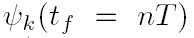 ψ_k(t_f = nT)